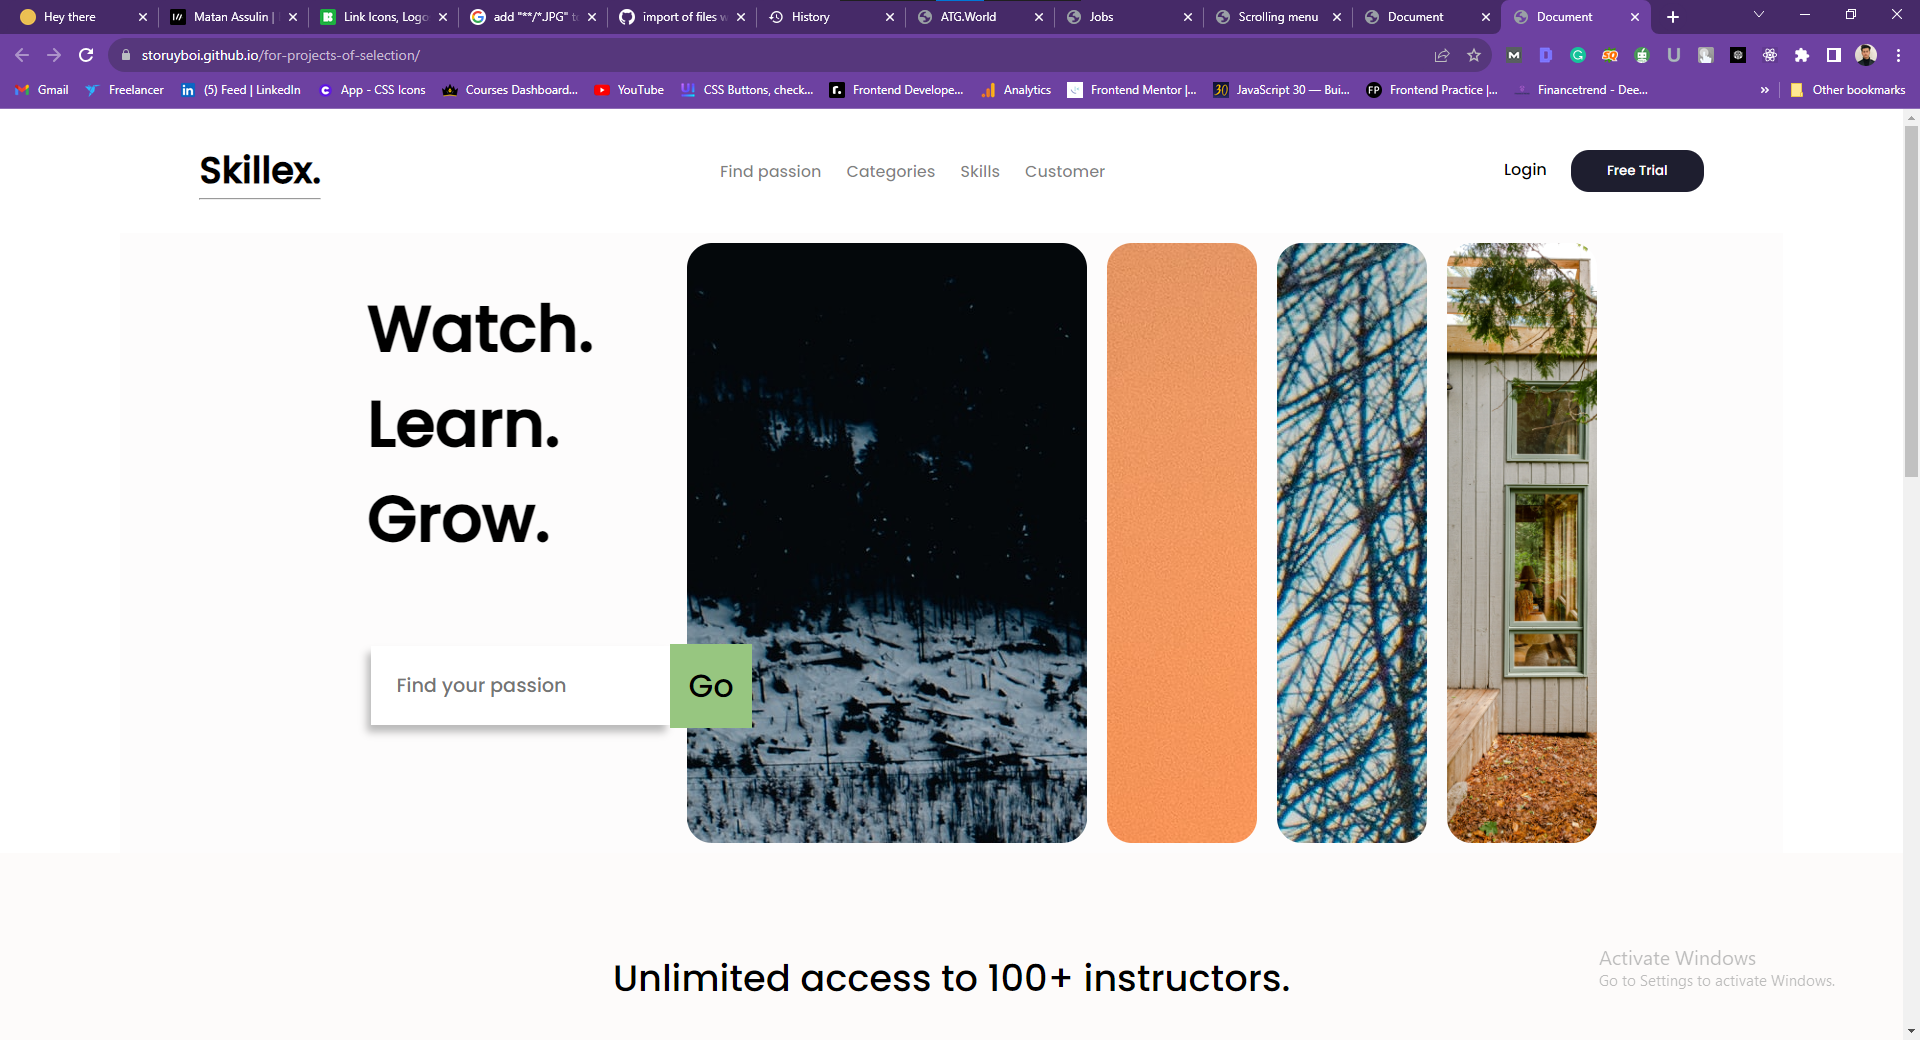 Hey there
Matan Assulin |
Link Icons, Logo
add "**/*.JPG" to
import of files w
History
ATG.World
Jobs
Scrolling menu
Document
Document
storuyboi.github.io/for-projects-of-selection/
Gmail
Freelancer
(5) Feed | LinkedIn
App - CSS Icons
Courses Dashboard...
YouTube
CSS Buttons, check...
Frontend Develope...
Analytics
Frontend Mentor |...
JavaScript 30 — Bui...
Frontend Practice |...
Financetrend - Dee...
»
Other bookmarks
Skillex.
Find passion
Categories
Skills
Customer
Login
Free Trial
Watch.
Learn.
Grow.
Find your passion
Go
Unlimited access to 100+ instructors.
Activate Windows
Go to Settings to activate Windows.